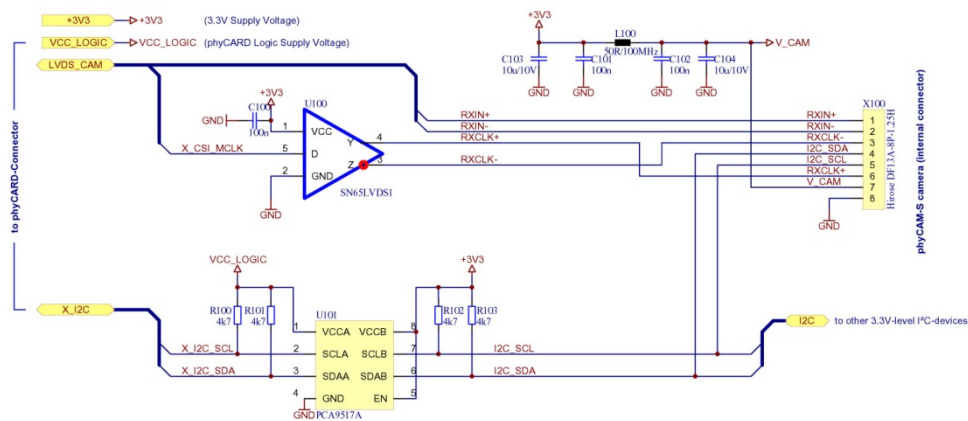 +3V3
+3V3
(3.3V Supply Voltage)
VCC_LOGIC
VCC_LOGIC
(phyCARD Logic Supply Voltage)
LVDS_CAM
to phyCARD-Connector
X_I2C
+3V3
C100
100n
GND
U100
VCC
D
GND
Y
Z
1
5
2
4
3
SN65LVDS1
X_CSI_MCLK
GND
+3V3
C103
10u/10V
GND
C101
100n
GND
L100
50R/100MHz
C102
100n
GND
C104
10u/10V
GND
V_CAM
RXIN+
RXIN-
RXCLK+
RXCLK-
X100
RXIN+
1
RXIN-
2
RXCLK-
3
I2C_SDA
4
I2C_SCL
5
RXCLK+
6
V_CAM
7
8
GND
Hirose DF13A-8P-1.25H
phyCAM-S camera (internal connector)
VCC_LOGIC
R100
4k7
R101
4k7
X_I2C_SCL
X_I2C_SDA
U101
1
VCCA
VCCB
8
2
SCLA
SCLB
7
3
SDAA
SDAB
6
4
GND
EN
5
GND
PCA9517A
+3V3
R102
4k7
R103
4k7
I2C_SCL
I2C_SDA
I2C
to other 3.3V-level I²C-devices